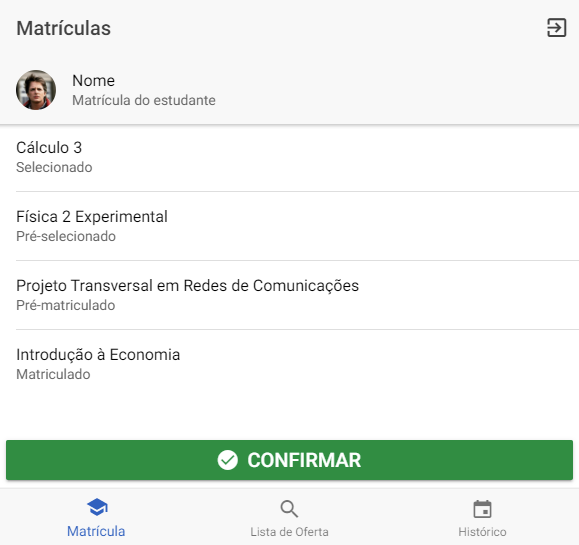 Matrículas
Nome
Matrícula do estudante
Cálculo 3
Selecionado
Física 2 Experimental
Pré-selecionado
Projeto Transversal em Redes de Comunicações
Pré-matriculado
Introdução à Economia
Matriculado
CONFIRMAR
Matrícula
Lista de Oferta
Histórico